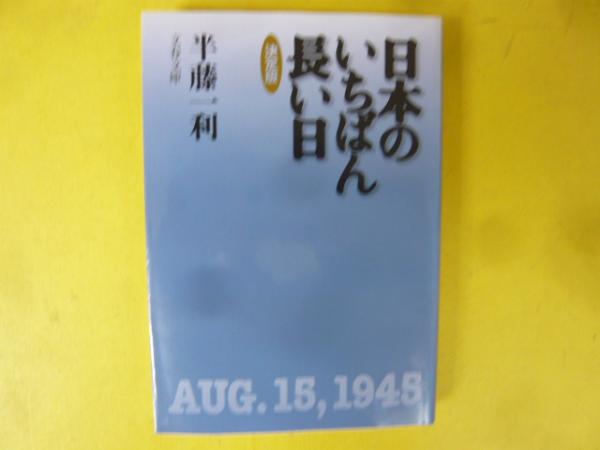 日本の
いちばん
長い日
決定版
半藤一利
文春文庫
AUG. 15, 1945